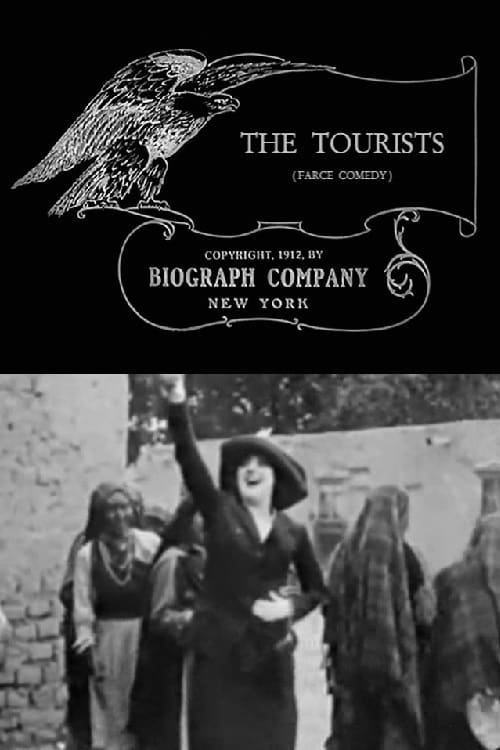 THE TOURISTS
(FARCE COMEDY)
COPYRIGHT, 1912, BY
BIOGRAPH COMPANY
NEW YORK